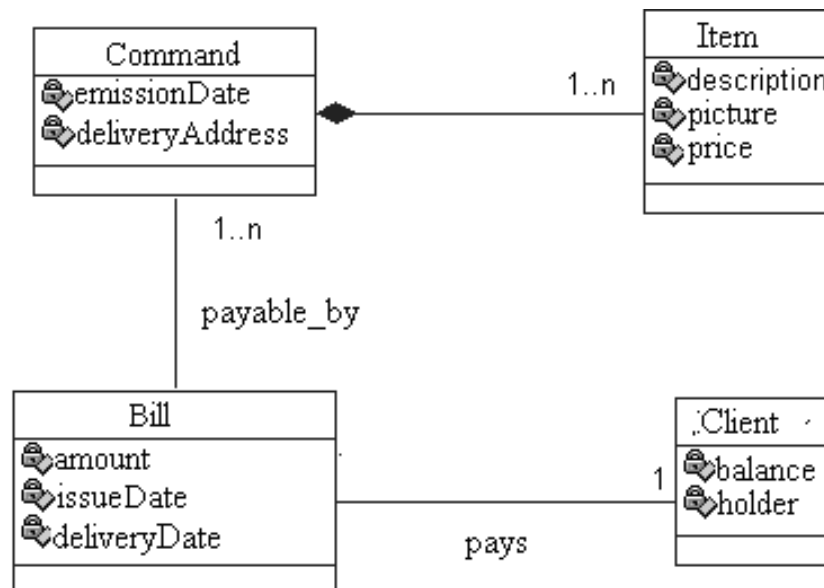 Command
emissionDate
deliveryAddress
1..n
Item
description
picture
price
1..n
payable_by
Bill
amount
issueDate
deliveryDate
pays
1
Client
balance
holder